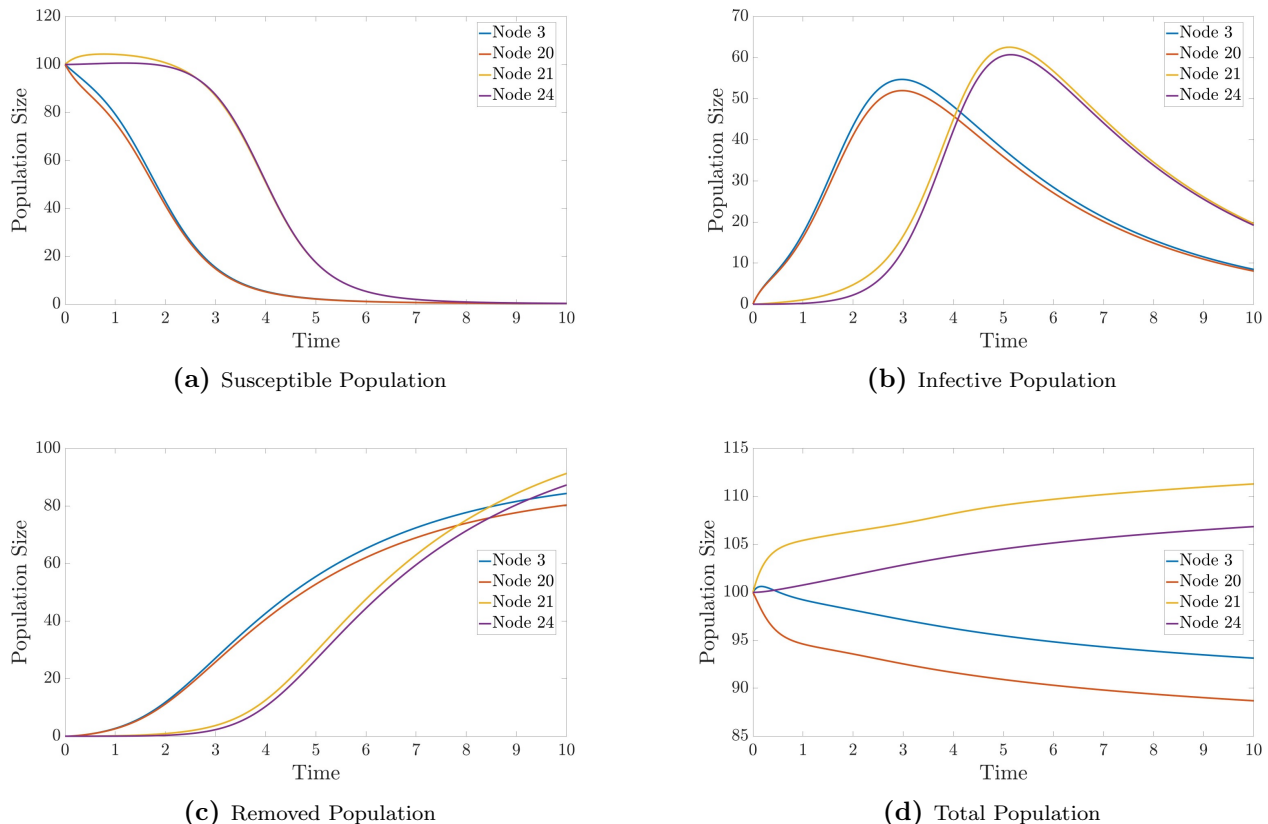 120
100
80
60
40
20
0
Population Size
0 1 2 3 4 5 6 7 8 9 10
Time
Node 3
Node 20
Node 21
Node 24
(a) Susceptible Population
70
60
50
40
30
20
10
0
Population Size
0 1 2 3 4 5 6 7 8 9 10
Time
Node 3
Node 20
Node 21
Node 24
(b) Infective Population
100
80
60
40
20
0
Population Size
0 1 2 3 4 5 6 7 8 9 10
Time
Node 3
Node 20
Node 21
Node 24
(c) Removed Population
115
110
105
100
95
90
85
Population Size
0 1 2 3 4 5 6 7 8 9 10
Time
Node 3
Node 20
Node 21
Node 24
(d) Total Population